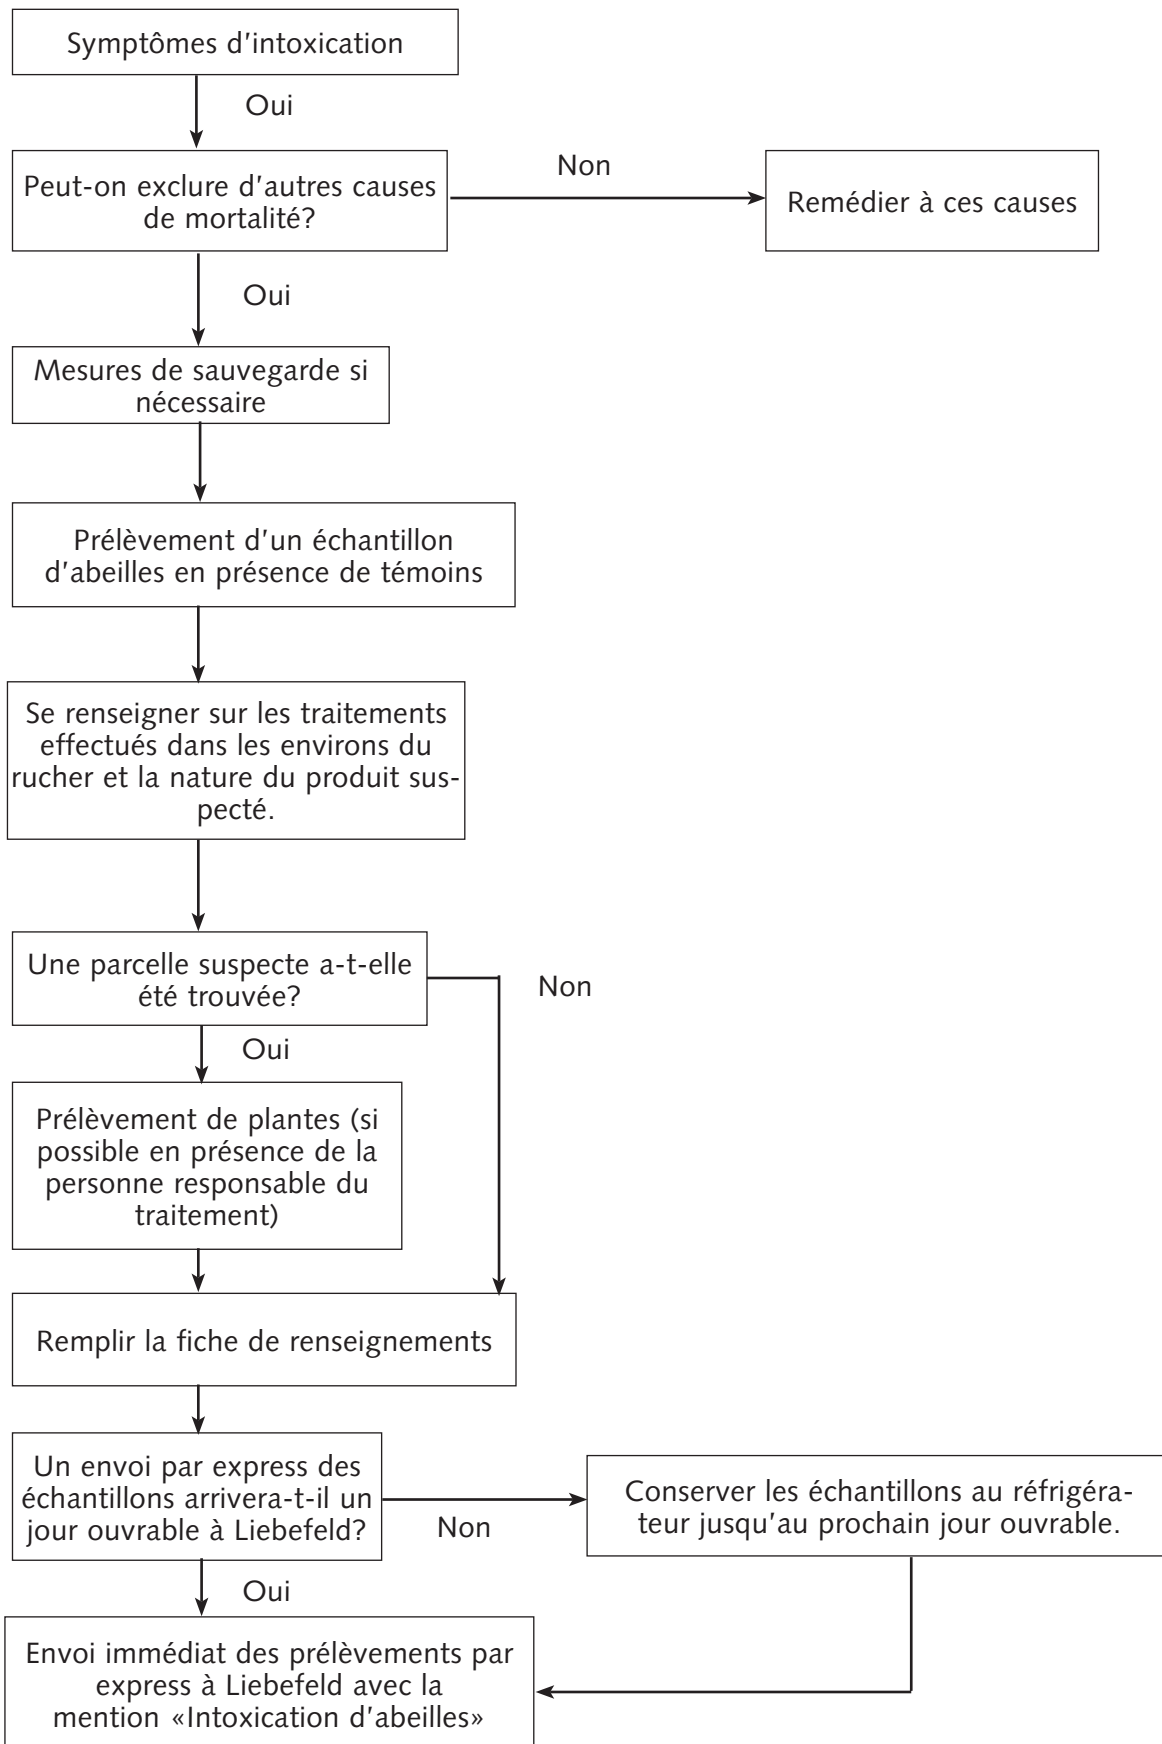 Symptômes d'intoxication
Oui
Peut-on exclure d'autres causes
de mortalité?
Non
Remédier à ces causes
Oui
Mesures de sauvegarde si
nécessaire
Prélèvement d'un échantillon
d'abeilles en présence de témoins
Se renseigner sur les traitements
effectués dans les environs du
rucher et la nature du produit sus-
pecté.
Une parcelle suspecte a-t-elle
été trouvée?
Non
Oui
Prélèvement de plantes (si
possible en présence de la
personne responsable du
traitement)
Remplir la fiche de renseignements
Un envoi par express des
échantillons arrivera-t-il un
jour ouvrable à Liebefeld?
Non
Conserver les échantillons au réfrigéra-
teur jusqu'au prochain jour ouvrable.
Oui
Envoi immédiat des prélèvements par
express à Liebefeld avec la
mention «Intoxication d'abeilles»